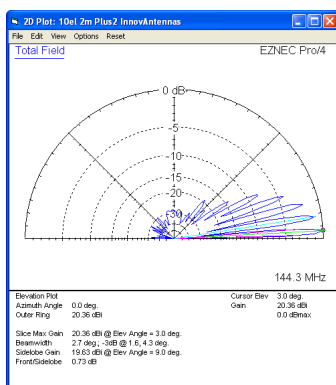 2D Plot: 10el 2m Plus2 InnovAntennas
File Edit View Options Reset
Total Field EZNEC Pro/4
0 dB
-5
-10
-15
-20
-30
144.3 MHz
Elevation Plot Cursor Elev 3.0 deg.
Azimuth Angle 0.0 deg. Gain 20.36 dBi
Outer Ring 20.36 dBi 0.0 dBmax
Slice Max Gain 20.36 dBi @ Elev Angle = 3.0 deg.
Beamwidth 2.7 deg.; -3dB @ 1.6, 4.3 deg.
Sidelobe Gain 19.63 dBi @ Elev Angle = 9.0 deg.
Front/Sidelobe 0.73 dB